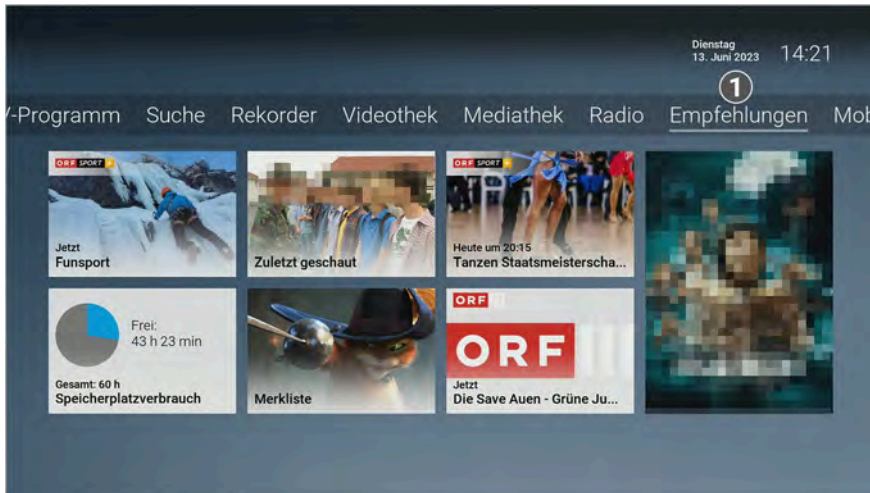 Dienstag
13. Juni 2023
14:21
1
/-Programm Suche Rekorder Videothek Mediathek Radio Empfehlungen Mob
ORF SPORT +
Jetzt
Funsport
Zuletzt geschaut
ORF SPORT +
Heute um 20:15
Tanzen Staatsmeisterscha...
Frei:
43 h 23 min
Gesamt: 60 h
Speicherplatzverbrauch
Merkliste
ORF III
ORF III
Jetzt
Die Save Auen - Grüne Ju...